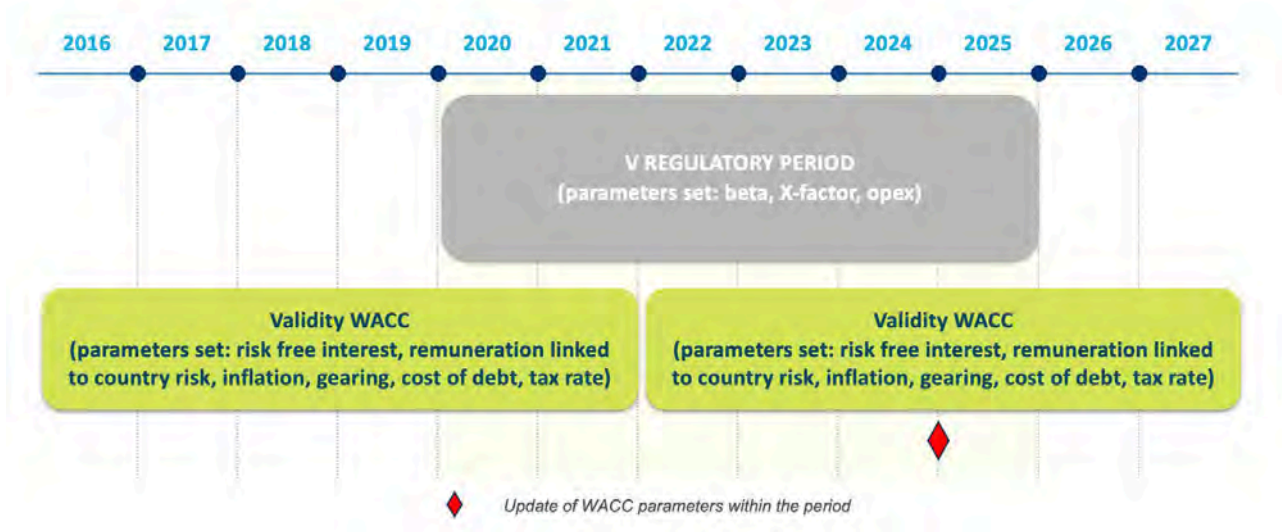 2016 2017 2018 2019 2020 2021 2022 2023 2024 2025 2026 2027
V REGULATORY PERIOD
(parameters set: beta, X-factor, opex)
Validity WACC
(parameters set: risk free interest, remuneration linked
to country risk, inflation, gearing, cost of debt, tax rate)
Validity WACC
(parameters set: risk free interest, remuneration linked
to country risk, inflation, gearing, cost of debt, tax rate)
Update of WACC parameters within the period